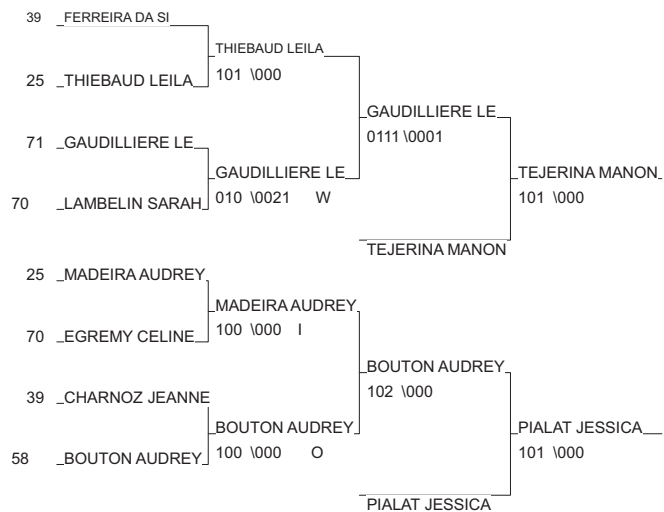 39 FERREIRA DA SI
THIEBAUD LEILA
101 \000
25 THIEBAUD LEILA
GAUDILLIERE LE
0111 \0001
71 GAUDILLIERE LE
GAUDILLIERE LE
010 \0021 W
TEJERINA MANON
101 \000
70 LAMBELIN SARAH
TEJERINA MANON
25 MADEIRA AUDREY
MADEIRA AUDREY
100 \000 I
70 EGREMY CELINE
BOUTON AUDREY
102 \000
39 CHARNOZ JEANNE
BOUTON AUDREY
100 \000 O
PIALAT JESSICA
101 \000
58 BOUTON AUDREY
PIALAT JESSICA